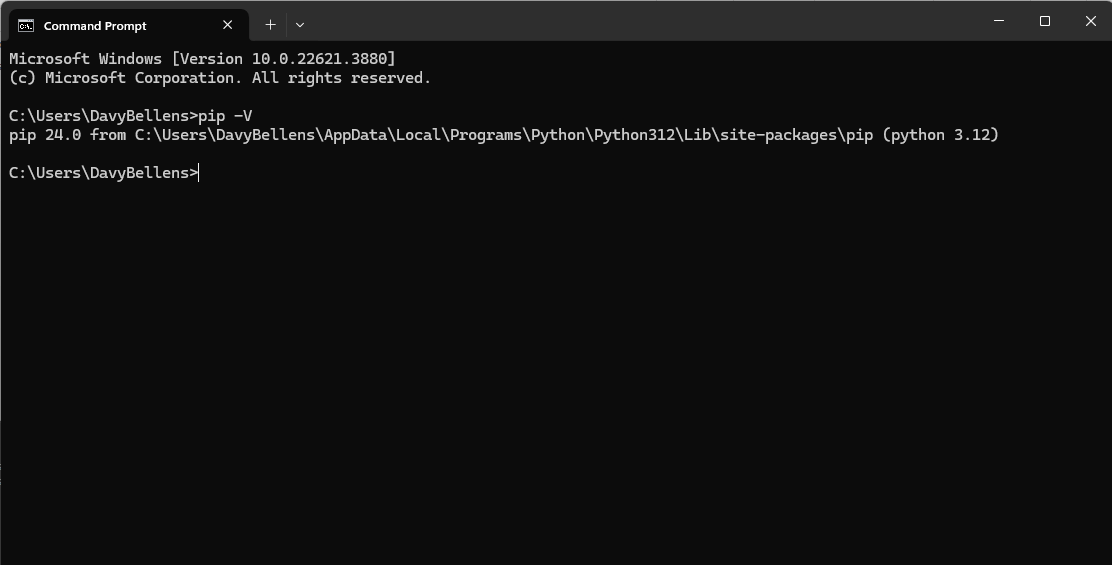 Command Prompt
Microsoft Windows [Version 10.0.22621.3880]
(c) Microsoft Corporation. All rights reserved.
C:\Users\DavyBellens>pip -V
pip 24.0 from C:\Users\DavyBellens\AppData\Local\Programs\Python\Python312\Lib\site-packages\pip (python 3.12)
C:\Users\DavyBellens>